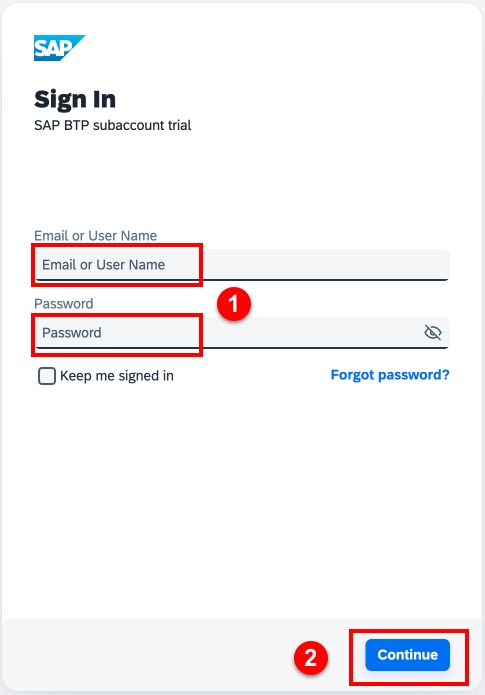 SAP
Sign In
SAP BTP subaccount trial
Email or User Name
Email or User Name
1
Password
Password
Keep me signed in
Forgot password?
2
Continue